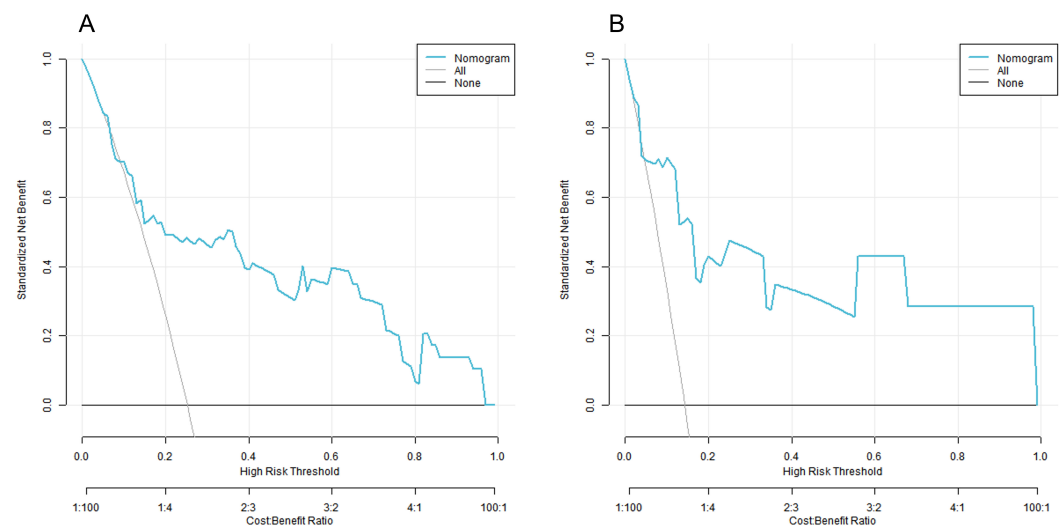 A
Nomogram
All
None
Standardized Net Benefit
1.0
0.8
0.6
0.4
0.2
0.0
0.0 0.2 0.4 0.6 0.8 1.0
High Risk Threshold
1:100 1:4 2:3 3:2 4:1 100:1
Cost:Benefit Ratio
B
Nomogram
All
None
Standardized Net Benefit
1.0
0.8
0.6
0.4
0.2
0.0
0.0 0.2 0.4 0.6 0.8 1.0
High Risk Threshold
1:100 1:4 2:3 3:2 4:1 100:1
Cost:Benefit Ratio